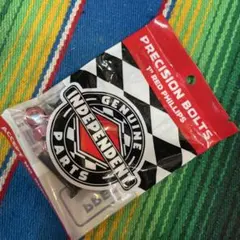 PRECISION BOLTS
1" RED PHILLIPS
GENUINE
INDEPENDENT
PARTS